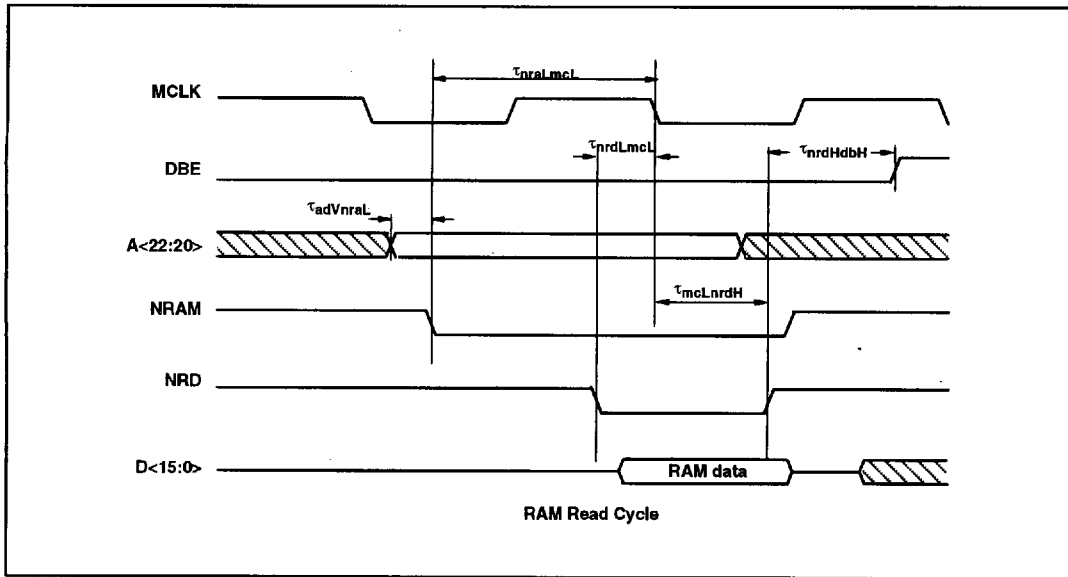 τnraLmcL
MCLK
τnrdLmcL
τnrdHdbH
DBE
τadVnraL
A<22:20>
τmcLnrdH
NRAM
NRD
D<15:0>
RAM data
RAM Read Cycle